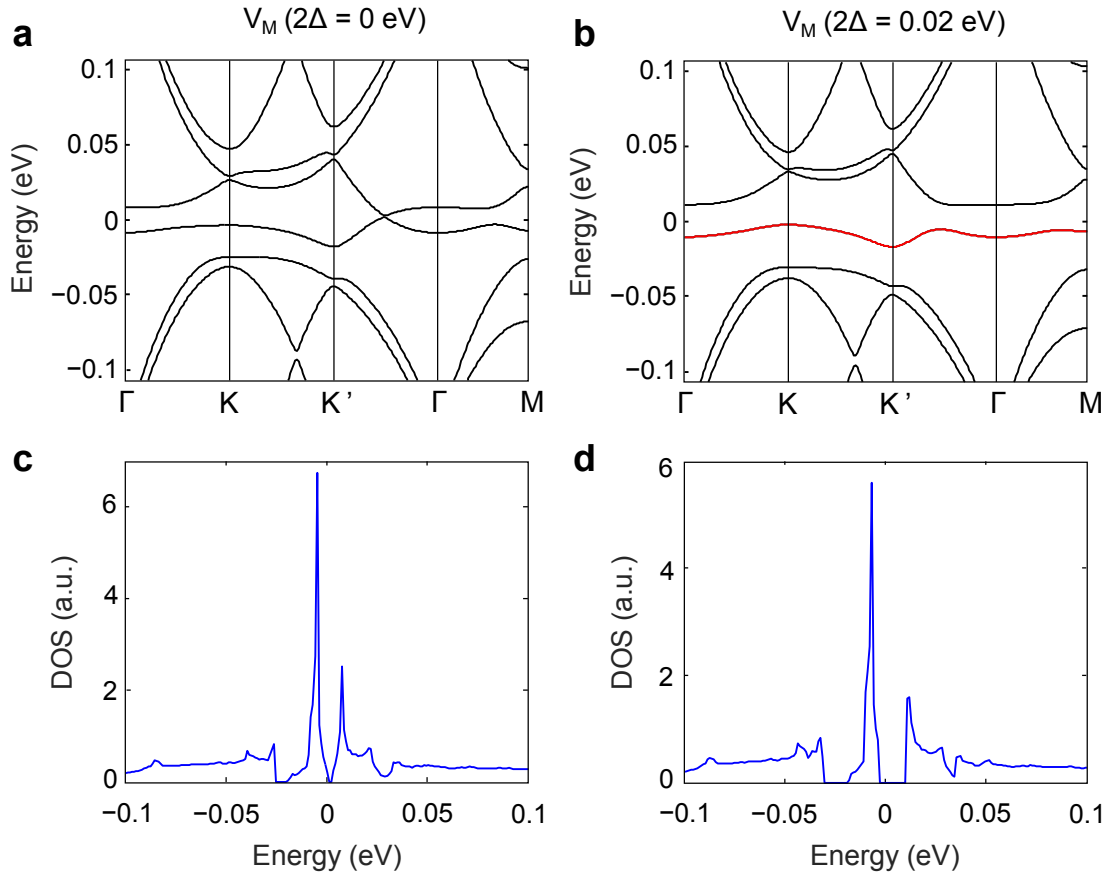 a
V_M (2Δ = 0 eV)
0.1
0.05
0
−0.05
−0.1
Energy (eV)
Γ K K’ Γ M
b
V_M (2Δ = 0.02 eV)
0.1
0.05
0
−0.05
−0.1
Energy (eV)
Γ K K’ Γ M
c
6
4
2
0
DOS (a.u.)
−0.1 −0.05 0 0.05 0.1
Energy (eV)
d
6
4
2
0
DOS (a.u.)
−0.1 −0.05 0 0.05 0.1
Energy (eV)